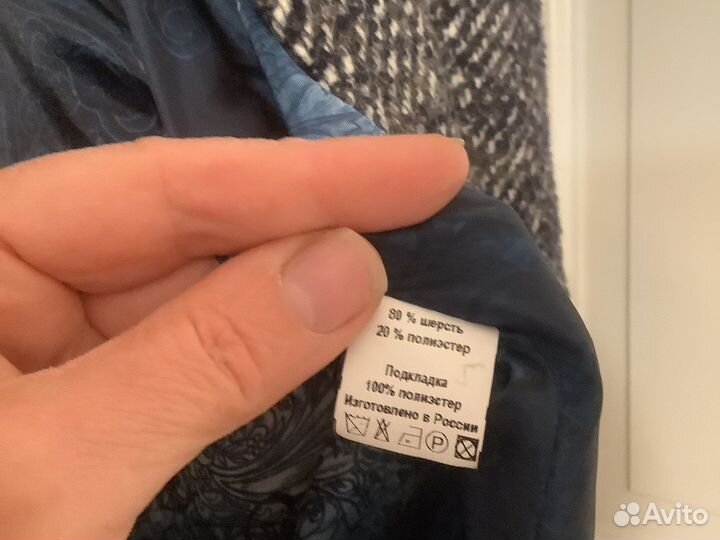 80 % шерсть
20 % полиэстер
Подкладка
100% полиэстер
Изготовлено в России
P
Avito